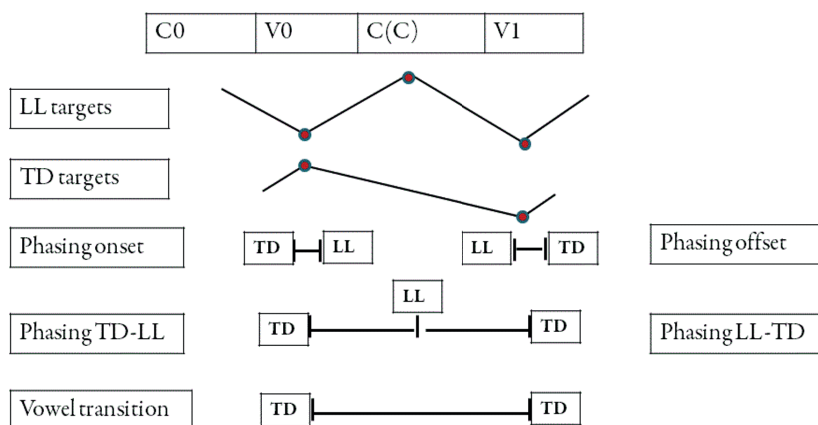 C0 V0 C(C) V1
LL targets
TD targets
Phasing onset TD LL LL TD Phasing offset
LL
Phasing TD-LL TD TD Phasing LL-TD
Vowel transition TD TD